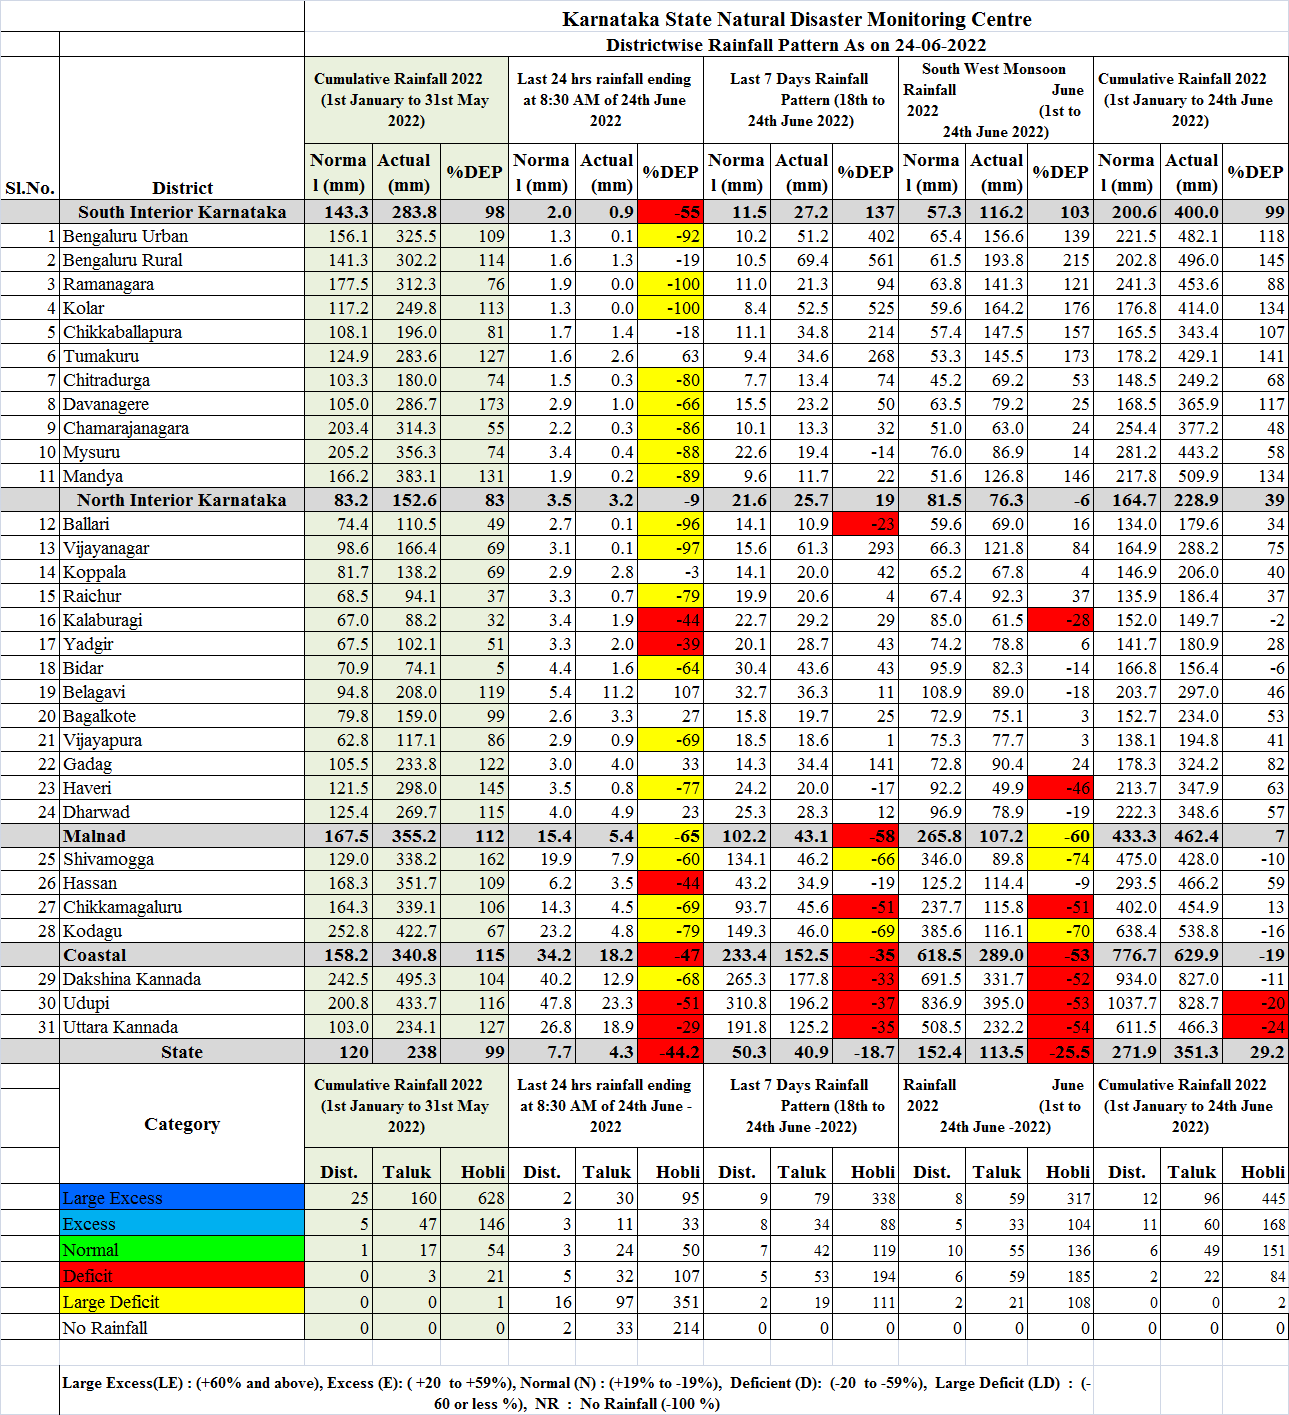 Karnataka State Natural Disaster Monitoring Centre
Districtwise Rainfall Pattern As on 24-06-2022
Sl.No. District Cumulative Rainfall 2022 (1st January to 31st May 2022) Last 24 hrs rainfall ending at 8:30 AM of 24th June 2022 Last 7 Days Rainfall Pattern (18th to 24th June 2022) South West Monsoon Rainfall June 2022 (1st to 24th June 2022) Cumulative Rainfall 2022 (1st January to 24th June 2022)
Normal (mm) Actual (mm) %DEP Normal (mm) Actual (mm) %DEP Normal (mm) Actual (mm) %DEP Normal (mm) Actual (mm) %DEP Normal (mm) Actual (mm) %DEP
South Interior Karnataka 143.3 283.8 98 2.0 0.9 -55 11.5 27.2 137 57.3 116.2 103 200.6 400.0 99
1 Bengaluru Urban 156.1 325.5 109 1.3 0.1 -92 10.2 51.2 402 65.4 156.6 139 221.5 482.1 118
2 Bengaluru Rural 141.3 302.2 114 1.6 1.3 -19 10.5 69.4 561 61.5 193.8 215 202.8 496.0 145
3 Ramanagara 177.5 312.3 76 1.9 0.0 -100 11.0 21.3 94 63.8 141.3 121 241.3 453.6 88
4 Kolar 117.2 249.8 113 1.3 0.0 -100 8.4 52.5 525 59.6 164.2 176 176.8 414.0 134
5 Chikkaballapura 108.1 196.0 81 1.7 1.4 -18 11.1 34.8 214 57.4 147.5 157 165.5 343.4 107
6 Tumakuru 124.9 283.6 127 1.6 2.6 63 9.4 34.6 268 53.3 145.5 173 178.2 429.1 141
7 Chitradurga 103.3 180.0 74 1.5 0.3 -80 7.7 13.4 74 45.2 69.2 53 148.5 249.2 68
8 Davanagere 105.0 286.7 173 2.9 1.0 -66 15.5 23.2 50 63.5 79.2 25 168.5 365.9 117
9 Chamarajanagara 203.4 314.3 55 2.2 0.3 -86 10.1 13.3 32 51.0 63.0 24 254.4 377.2 48
10 Mysuru 205.2 356.3 74 3.4 0.4 -88 22.6 19.4 -14 76.0 86.9 14 281.2 443.2 58
11 Mandya 166.2 383.1 131 1.9 0.2 -89 9.6 11.7 22 51.6 126.8 146 217.8 509.9 134
North Interior Karnataka 83.2 152.6 83 3.5 3.2 -9 21.6 25.7 19 81.5 76.3 -6 164.7 228.9 39
12 Ballari 74.4 110.5 49 2.7 0.1 -96 14.1 10.9 -23 59.6 69.0 16 134.0 179.6 34
13 Vijayanagar 98.6 166.4 69 3.1 0.1 -97 15.6 61.3 293 66.3 121.8 84 164.9 288.2 75
14 Koppala 81.7 138.2 69 2.9 2.8 -3 14.1 20.0 42 65.2 67.8 4 146.9 206.0 40
15 Raichur 68.5 94.1 37 3.3 0.7 -79 19.9 20.6 4 67.4 92.3 37 135.9 186.4 37
16 Kalaburagi 67.0 88.2 32 3.4 1.9 -44 22.7 29.2 29 85.0 61.5 -28 152.0 149.7 -2
17 Yadgir 67.5 102.1 51 3.3 2.0 -39 20.1 28.7 43 74.2 78.8 6 141.7 180.9 28
18 Bidar 70.9 74.1 5 4.4 1.6 -64 30.4 43.6 43 95.9 82.3 -14 166.8 156.4 -6
19 Belagavi 94.8 208.0 119 5.4 11.2 107 32.7 36.3 11 108.9 89.0 -18 203.7 297.0 46
20 Bagalkote 79.8 159.0 99 2.6 3.3 27 15.8 19.7 25 72.9 75.1 3 152.7 234.0 53
21 Vijayapura 62.8 117.1 86 2.9 0.9 -69 18.5 18.6 1 75.3 77.7 3 138.1 194.8 41
22 Gadag 105.5 233.8 122 3.0 4.0 33 14.3 34.4 141 72.8 90.4 24 178.3 324.2 82
23 Haveri 121.5 298.0 145 3.5 0.8 -77 24.2 20.0 -17 92.2 49.9 -46 213.7 347.9 63
24 Dharwad 125.4 269.7 115 4.0 4.9 23 25.3 28.3 12 96.9 78.9 -19 222.3 348.6 57
Malnad 167.5 355.2 112 15.4 5.4 -65 102.2 43.1 -58 265.8 107.2 -60 433.3 462.4 7
25 Shivamogga 129.0 338.2 162 19.9 7.9 -60 134.1 46.2 -66 346.0 89.8 -74 475.0 428.0 -10
26 Hassan 168.3 351.7 109 6.2 3.5 -44 43.2 34.9 -19 125.2 114.4 -9 293.5 466.2 59
27 Chikkamagaluru 164.3 339.1 106 14.3 4.5 -69 93.7 45.6 -51 237.7 115.8 -51 402.0 454.9 13
28 Kodagu 252.8 422.7 67 23.2 4.8 -79 149.3 46.0 -69 385.6 116.1 -70 638.4 538.8 -16
Coastal 158.2 340.8 115 34.2 18.2 -47 233.4 152.5 -35 618.5 289.0 -53 776.7 629.9 -19
29 Dakshina Kannada 242.5 495.3 104 40.2 12.9 -68 265.3 177.8 -33 691.5 331.7 -52 934.0 827.0 -11
30 Udupi 200.8 433.7 116 47.8 23.3 -51 310.8 196.2 -37 836.9 395.0 -53 1037.7 828.7 -20
31 Uttara Kannada 103.0 234.1 127 26.8 18.9 -29 191.8 125.2 -35 508.5 232.2 -54 611.5 466.3 -24
State 120 238 99 7.7 4.3 -44.2 50.3 40.9 -18.7 152.4 113.5 -25.5 271.9 351.3 29.2
Category Cumulative Rainfall 2022 (1st January to 31st May 2022) Last 24 hrs rainfall ending at 8:30 AM of 24th June - 2022 Last 7 Days Rainfall Pattern (18th to 24th June -2022) Rainfall June 2022 (1st to 24th June -2022) Cumulative Rainfall 2022 (1st January to 24th June 2022)
Dist. Taluk Hobli Dist. Taluk Hobli Dist. Taluk Hobli Dist. Taluk Hobli Dist. Taluk Hobli
Large Excess 25 160 628 2 30 95 9 79 338 8 59 317 12 96 445
Excess 5 47 146 3 11 33 8 34 88 5 33 104 11 60 168
Normal 1 17 54 3 24 50 7 42 119 10 55 136 6 49 151
Deficit 0 3 21 5 32 107 5 53 194 6 59 185 2 22 84
Large Deficit 0 0 1 16 97 351 2 19 111 2 21 108 0 0 2
No Rainfall 0 0 0 2 33 214 0 0 0 0 0 0 0 0 0
Large Excess(LE) : (+60% and above), Excess (E): ( +20 to +59%), Normal (N) : (+19% to -19%), Deficient (D): (-20 to -59%), Large Deficit (LD) : (-
60 or less %), NR : No Rainfall (-100 %)